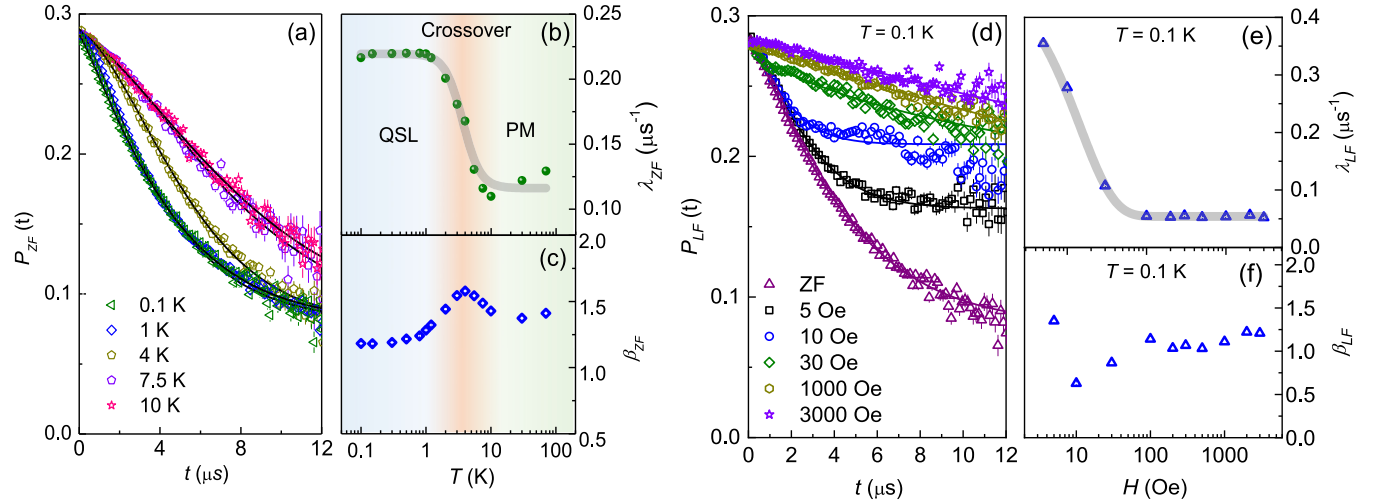 (a)
0.3
0.2
0.1
0.0
P_ZF (t)
0.1 K
1 K
4 K
7.5 K
10 K
0 4 8 12
t (μs)
(b)
Crossover
QSL PM
0.25
0.20
0.15
0.10
λ_ZF (μs⁻¹)
(c)
2.0
1.5
1.0
0.5
β_ZF
0.1 1 10 100
T (K)
(d)
T = 0.1 K
0.3
0.2
0.1
0.0
P_LF (t)
ZF
5 Oe
10 Oe
30 Oe
1000 Oe
3000 Oe
0 2 4 6 8 10 12
t (μs)
T = 0.1 K (e)
0.4
0.3
0.2
0.1
0.0
λ_LF (μs⁻¹)
T = 0.1 K (f)
2.0
1.5
1.0
0.5
0.0
β_LF
10 100 1000
H (Oe)